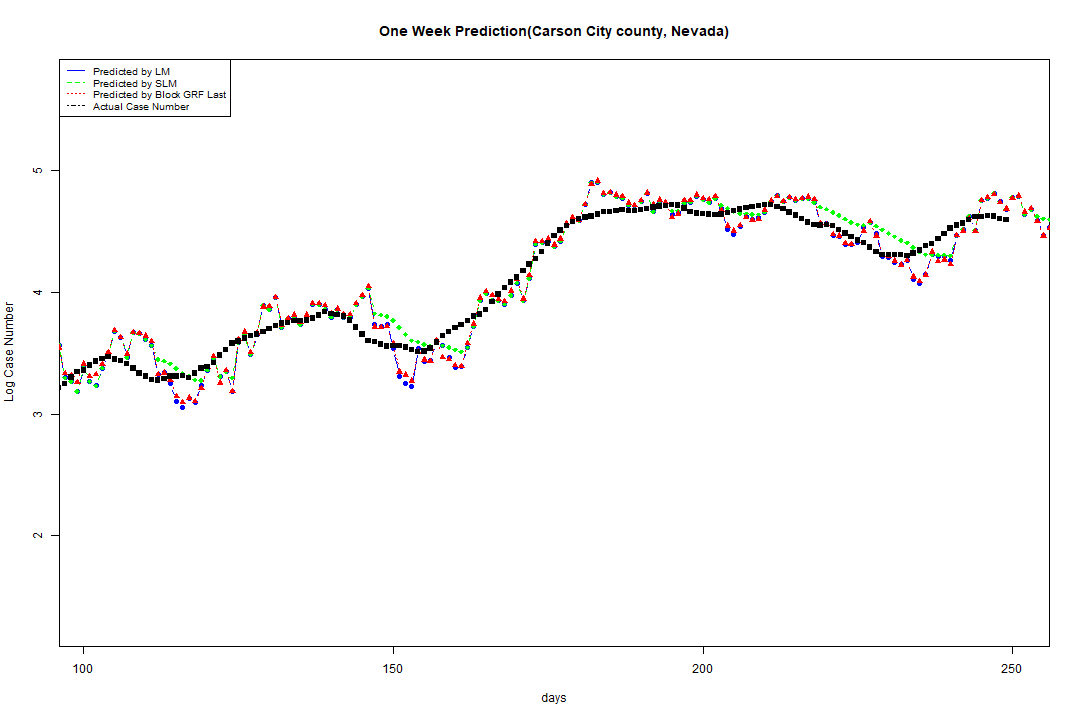 One Week Prediction(Carson City county, Nevada)
Predicted by LM
Predicted by SLM
Predicted by Block GRF Last
Actual Case Number
5
4
3
2
Log Case Number
100 150 200 250
days